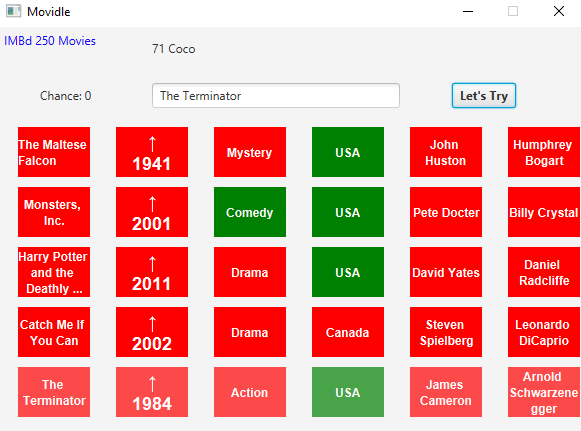 Movidle
IMBd 250 Movies
71 Coco
Chance: 0
The Terminator
Let's Try
The Maltese
Falcon
↑
1941
Mystery
USA
John
Huston
Humphrey
Bogart
Monsters,
Inc.
↑
2001
Comedy
USA
Pete Docter
Billy Crystal
Harry Potter
and the
Deathly ...
↑
2011
Drama
USA
David Yates
Daniel
Radcliffe
Catch Me If
You Can
↑
2002
Drama
Canada
Steven
Spielberg
Leonardo
DiCaprio
The
Terminator
↑
1984
Action
USA
James
Cameron
Arnold
Schwarzene
gger